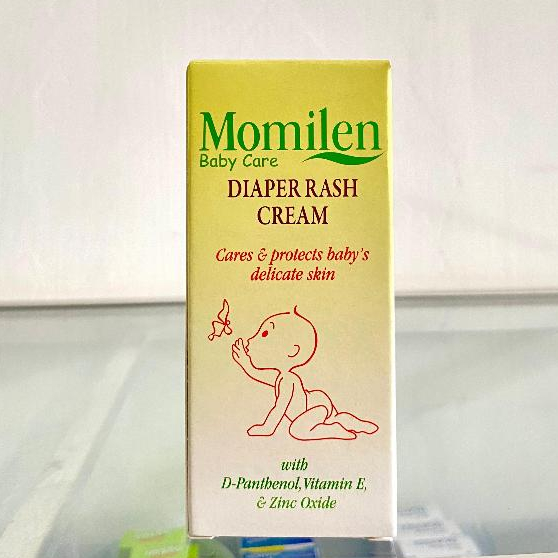 Momilen
Baby Care
DIAPER RASH
CREAM
Cares & protects baby's
delicate skin
with
D-Panthenol, Vitamin E,
& Zinc Oxide